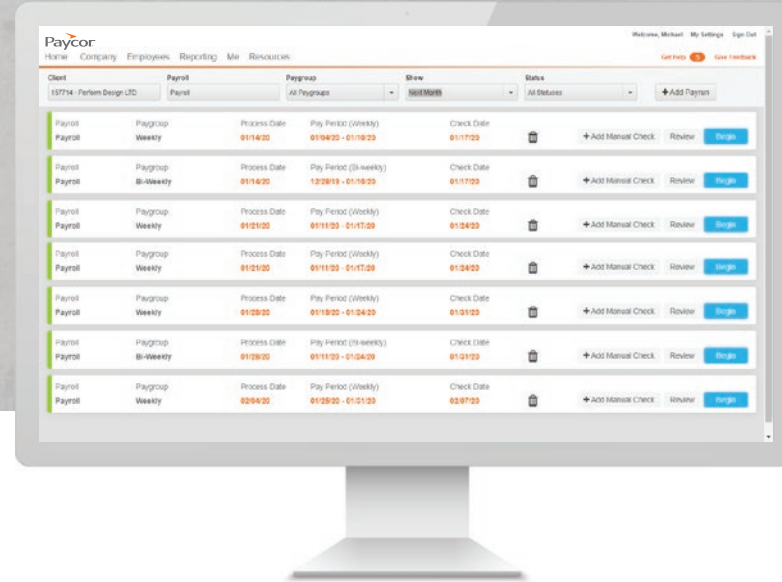 Welcome, Michael My Settings Sign Out
Paycor
Home Company Employees Reporting Me Resources
Get Help Give Feedback
Client Payroll Paygroup Show Status
157714 - Perform Design LTD Payroll All Paygroups Next Month All Statuses +Add Payrun
Payroll Paygroup Process Date Pay Period (Weekly) Check Date
Payroll Weekly 01/14/20 01/04/20 - 01/10/20 01/17/20 +Add Manual Check Review Begin
Payroll Paygroup Process Date Pay Period (Bi-weekly) Check Date
Payroll Bi-Weekly 01/14/20 01/17/20 +Add Manual Check Review Begin
Payroll Paygroup Process Date Pay Period (Weekly) Check Date
Payroll Weekly 01/21/20 01/11/20 - 01/17/20 01/24/20 +Add Manual Check Review Begin
Payroll Paygroup Process Date Pay Period (Weekly) Check Date
Payroll Weekly 01/21/20 01/11/20 - 01/17/20 01/24/20 +Add Manual Check Review Begin
Payroll Paygroup Process Date Pay Period (Weekly) Check Date
Payroll Weekly 01/28/20 01/18/20 - 01/24/20 01/31/20 +Add Manual Check Review Begin
Payroll Paygroup Process Date Pay Period (Bi-weekly) Check Date
Payroll Bi-Weekly 01/28/20 01/11/20 - 01/24/20 01/31/20 +Add Manual Check Review Begin
Payroll Paygroup Process Date Pay Period (Weekly) Check Date
Payroll Weekly 02/04/20 01/25/20 - 01/31/20 02/07/20 +Add Manual Check Review Begin